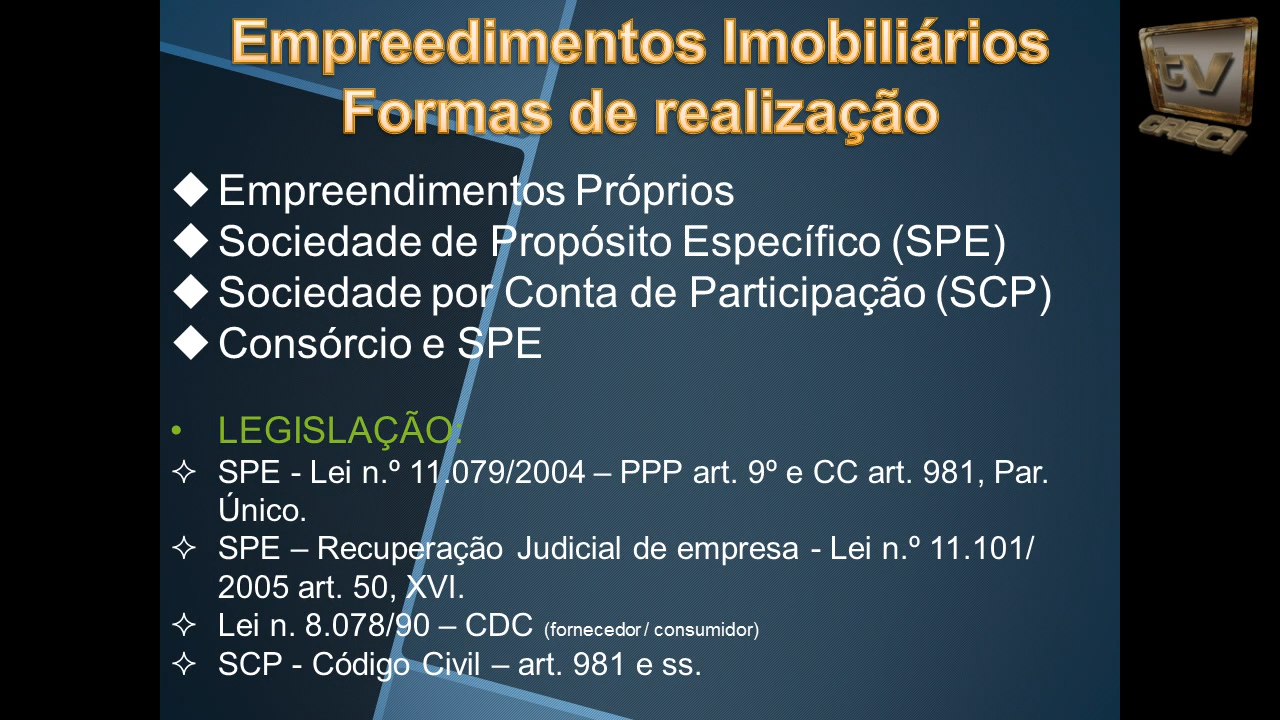 Empreedimentos Imobiliários
Formas de realização
tv
CRECI
◆ Empreendimentos Próprios
◆ Sociedade de Propósito Específico (SPE)
◆ Sociedade por Conta de Participação (SCP)
◆ Consórcio e SPE
• LEGISLAÇÃO:
✧ SPE - Lei n.º 11.079/2004 – PPP art. 9º e CC art. 981, Par.
Único.
✧ SPE – Recuperação Judicial de empresa - Lei n.º 11.101/
2005 art. 50, XVI.
✧ Lei n. 8.078/90 – CDC (fornecedor / consumidor)
✧ SCP - Código Civil – art. 981 e ss.